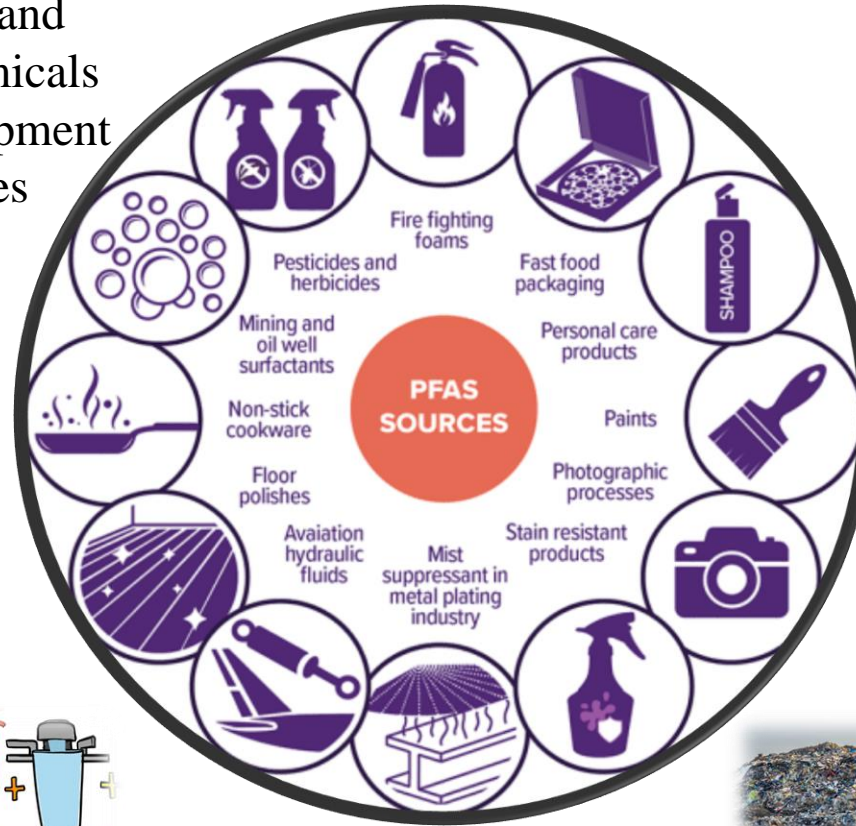 and
nicals
pment
es
Fire fighting
foams
Pesticides and
herbicides
Fast food
packaging
SHAMPOO
Mining and
oil well
surfactants
Personal care
products
PFAS
SOURCES
Non-stick
cookware
Paints
Floor
polishes
Photographic
processes
Avaiation
hydraulic
fluids
Mist
suppressant in
metal plating
industry
Stain resistant
products